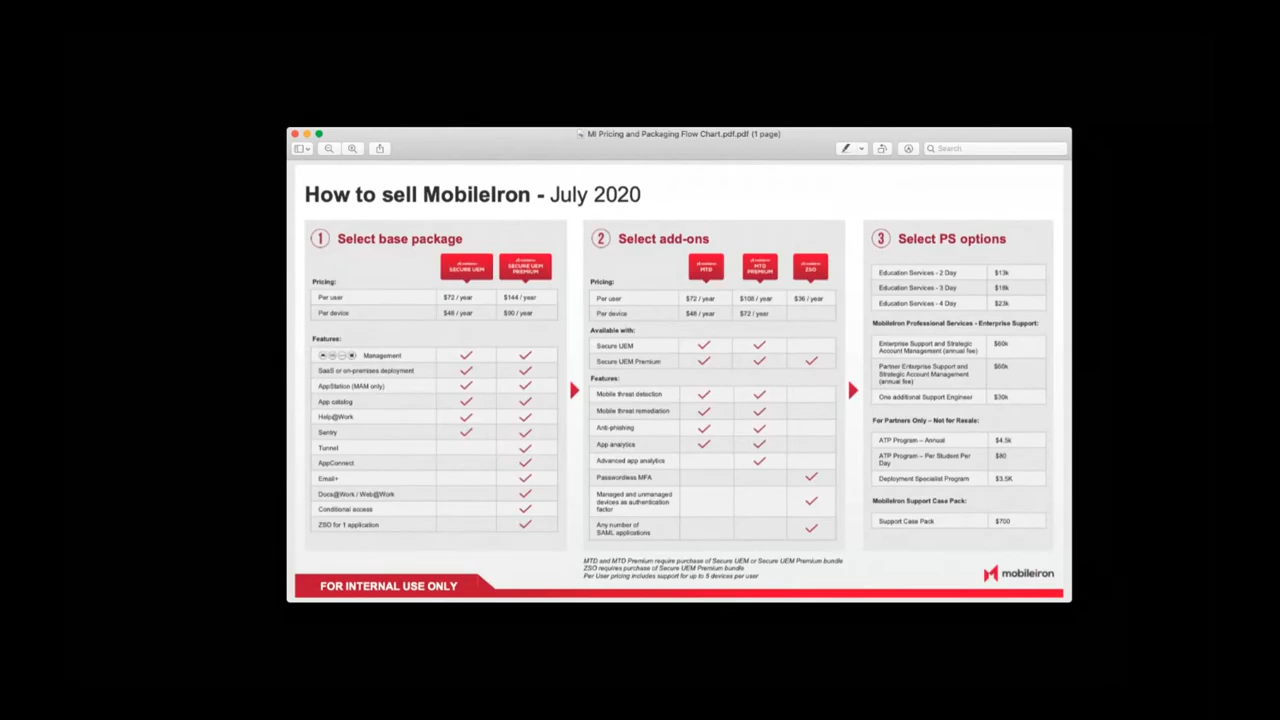 MI Pricing and Packaging Flow Chart.pdf.pdf (1 page)
Search
How to sell MobileIron - July 2020
1 Select base package
SECURE UEM
SECURE UEM PREMIUM
Pricing:
Per user $72 / year $144 / year
Per device $48 / year $90 / year
Features:
Management
SaaS or on-premises deployment
AppStation (MAM only)
App catalog
Help@Work
Sentry
Tunnel
AppConnect
Email+
Docs@Work / Web@Work
Conditional access
ZSO for 1 application
2 Select add-ons
MTD
MTD PREMIUM
ZSO
Pricing:
Per user $72 / year $108 / year $36 / year
Per device $48 / year $72 / year
Available with:
Secure UEM
Secure UEM Premium
Features:
Mobile threat detection
Mobile threat remediation
Anti-phishing
App analytics
Advanced app analytics
Passwordless MFA
Managed and unmanaged
devices as authentication
factor
Any number of
SAML applications
MTD and MTD Premium require purchase of Secure UEM or Secure UEM Premium bundle
ZSO requires purchase of Secure UEM Premium bundle
Per User pricing includes support for up to 5 devices per user
3 Select PS options
Education Services - 2 Day $13k
Education Services - 3 Day $18k
Education Services - 4 Day $23k
MobileIron Professional Services - Enterprise Support:
Enterprise Support and Strategic $60k
Account Management (annual fee)
Partner Enterprise Support and $60k
Strategic Account Management
(annual fee)
One additional Support Engineer $30k
For Partners Only – Not for Resale:
ATP Program – Annual $4.5k
ATP Program – Per Student Per $80
Day
Deployment Specialist Program $3.5K
MobileIron Support Case Pack:
Support Case Pack $700
mobileiron
FOR INTERNAL USE ONLY